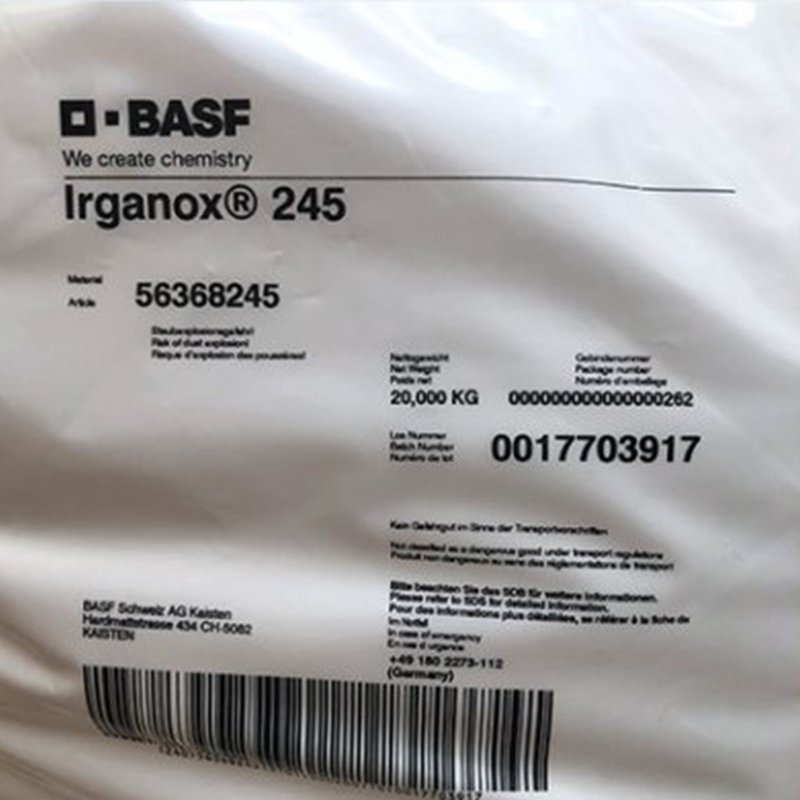 BASF
We create chemistry
Irganox® 245
Material
Article
56368245
Staubexplosionsgefahr!
Risk of dust explosion!
Risque d'explosion des poussières!
Nettogewicht
Net Weight
Poids net
20,000 KG
Gebindenummer
Package number
Numéro d'emballage
000000000000000262
Los Nummer
Batch Number
Numéro de lot
0017703917
Kein Gefahrgut im Sinne der Transportvorschriften
Not classified as a dangerous good under transport regulations
Produit non dangereux au sens des réglementations de transport
Bitte beachten Sie das SDB für weitere Informationen.
Please refer to SDS for detailed information.
Pour des informations plus détaillées, se référer à la fiche de
Im Notfall
In case of emergency
En cas d'urgence
+49 180 2273-112
(Germany)
BASF Schweiz AG Kaisten
Hardmattstrasse 434 CH-5082
KAISTEN